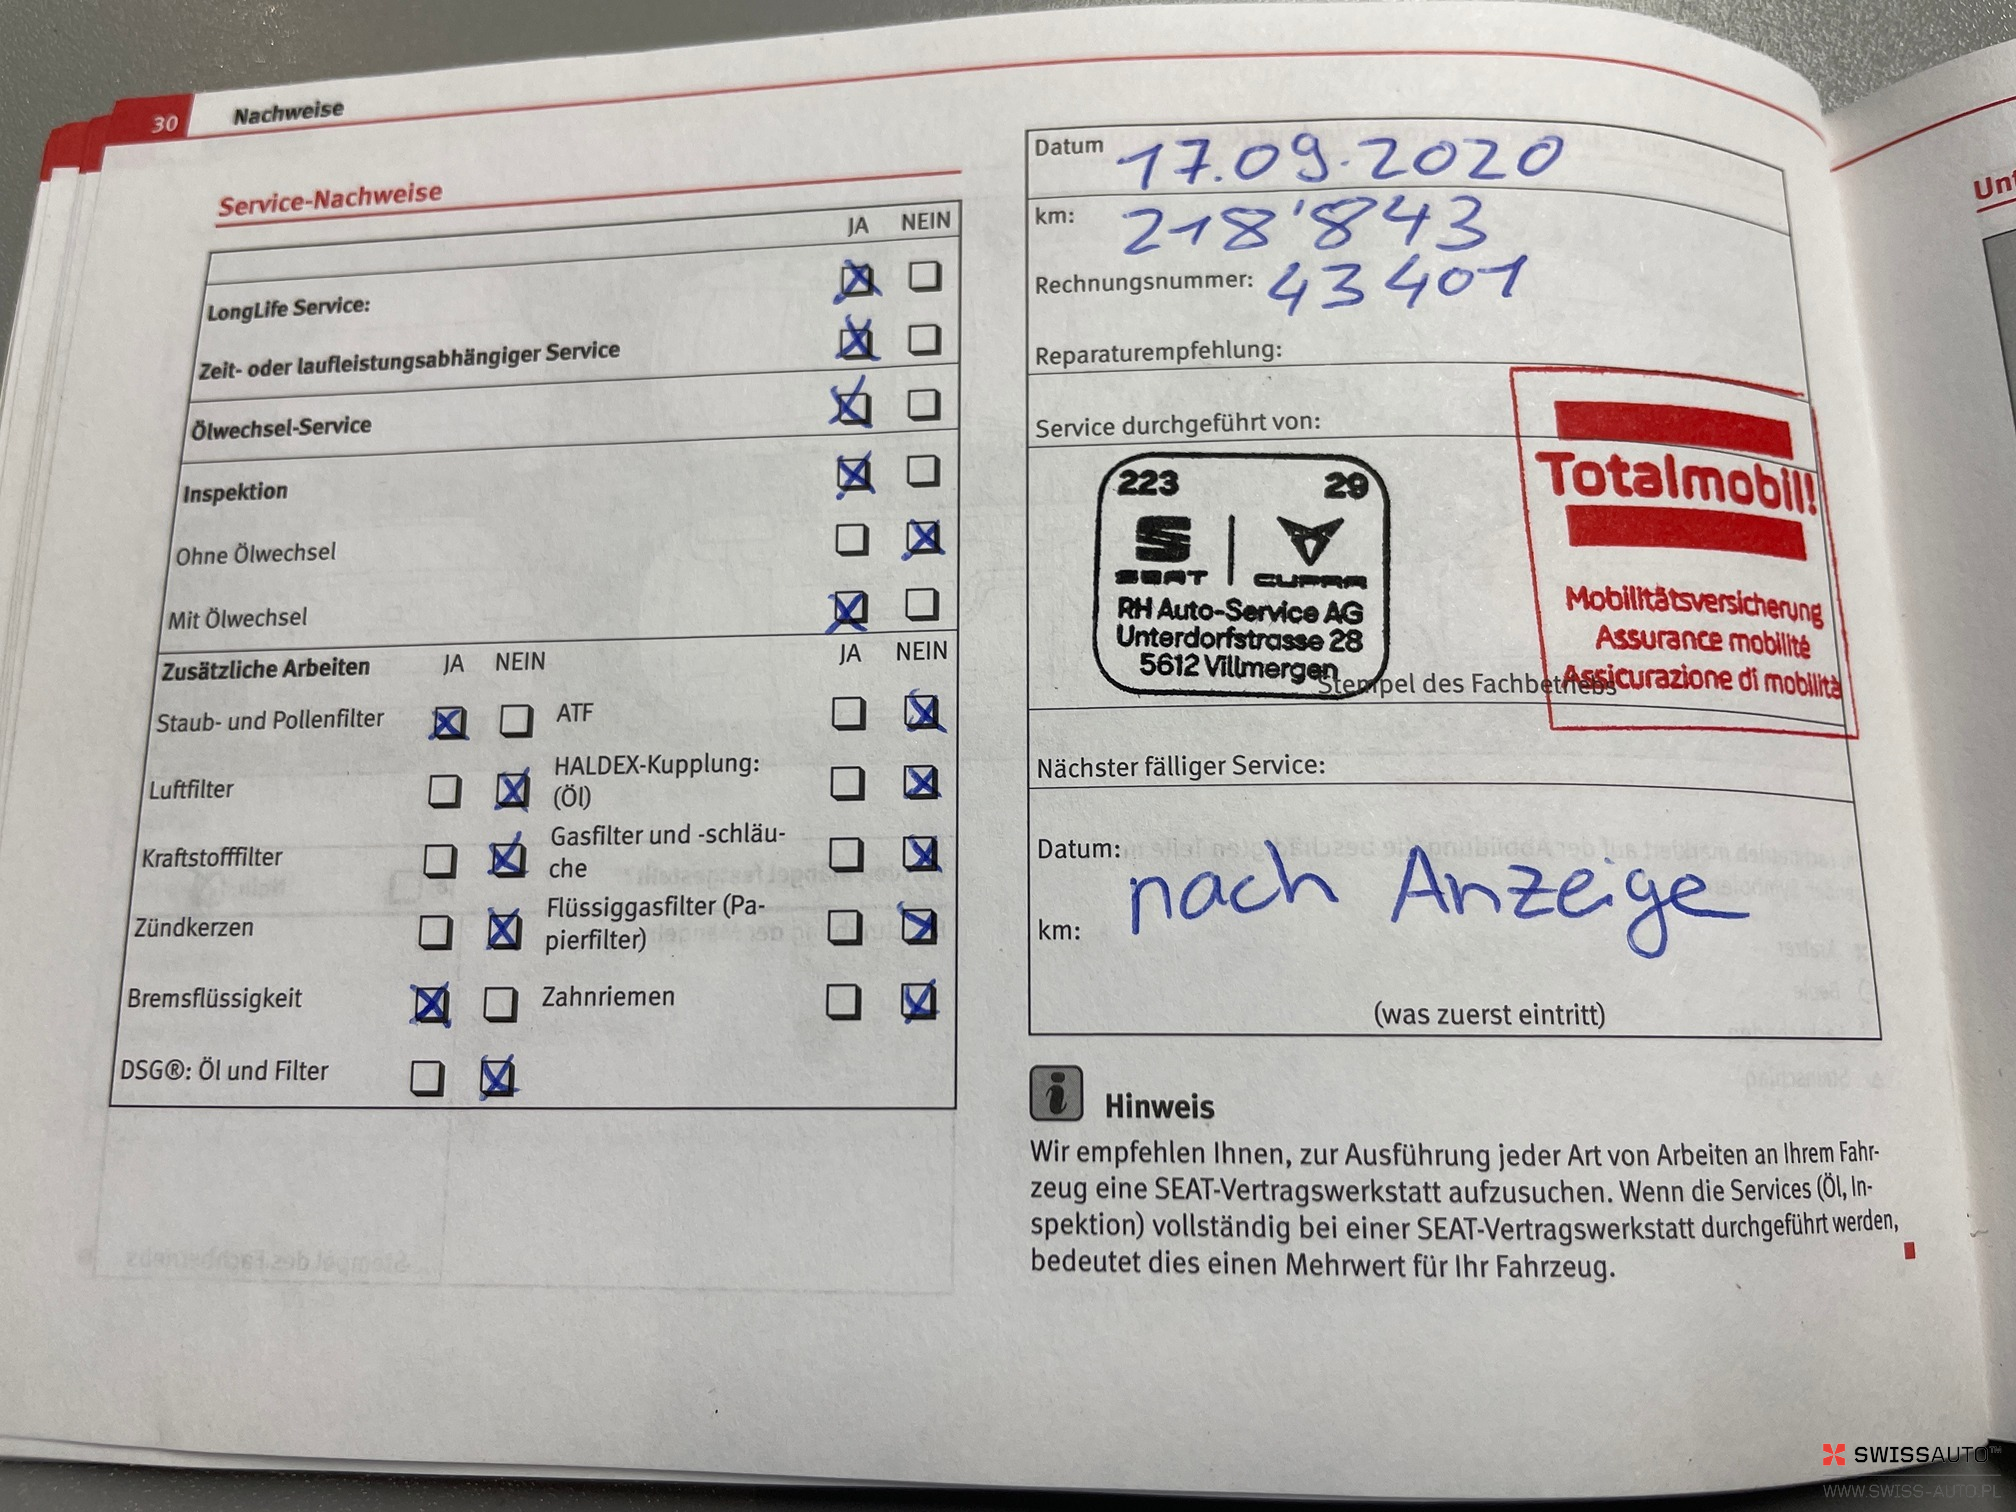 30 Nachweise
Service-Nachweise
JA NEIN
LongLife Service:
Zeit- oder laufleistungsabhängiger Service
Ölwechsel-Service
Inspektion
Ohne Ölwechsel
Mit Ölwechsel
Zusätzliche Arbeiten JA NEIN JA NEIN
Staub- und Pollenfilter ATF
Luftfilter HALDEX-Kupplung:
(Öl)
Kraftstofffilter Gasfilter und -schläu-
che
Zündkerzen Flüssiggasfilter (Pa-
pierfilter)
Bremsflüssigkeit Zahnriemen
DSG®: Öl und Filter
Datum 17.09.2020
km: 218'843
Rechnungsnummer: 43401
Reparaturempfehlung:
Service durchgeführt von:
223 29
SEAT CUPRA
RH Auto-Service AG
Unterdorfstrasse 28
5612 Villmergen
Totalmobil!
Mobilitätsversicherung
Assurance mobilité
Assicurazione di mobilità
Stempel des Fachbetriebs
Nächster fälliger Service:
Datum: nach Anzeige
km:
(was zuerst eintritt)
i Hinweis
Wir empfehlen Ihnen, zur Ausführung jeder Art von Arbeiten an Ihrem Fahr-
zeug eine SEAT-Vertragswerkstatt aufzusuchen. Wenn die Services (Öl, In-
spektion) vollständig bei einer SEAT-Vertragswerkstatt durchgeführt werden,
bedeutet dies einen Mehrwert für Ihr Fahrzeug.
SWISSAUTO™
WWW.SWISS-AUTO.PL